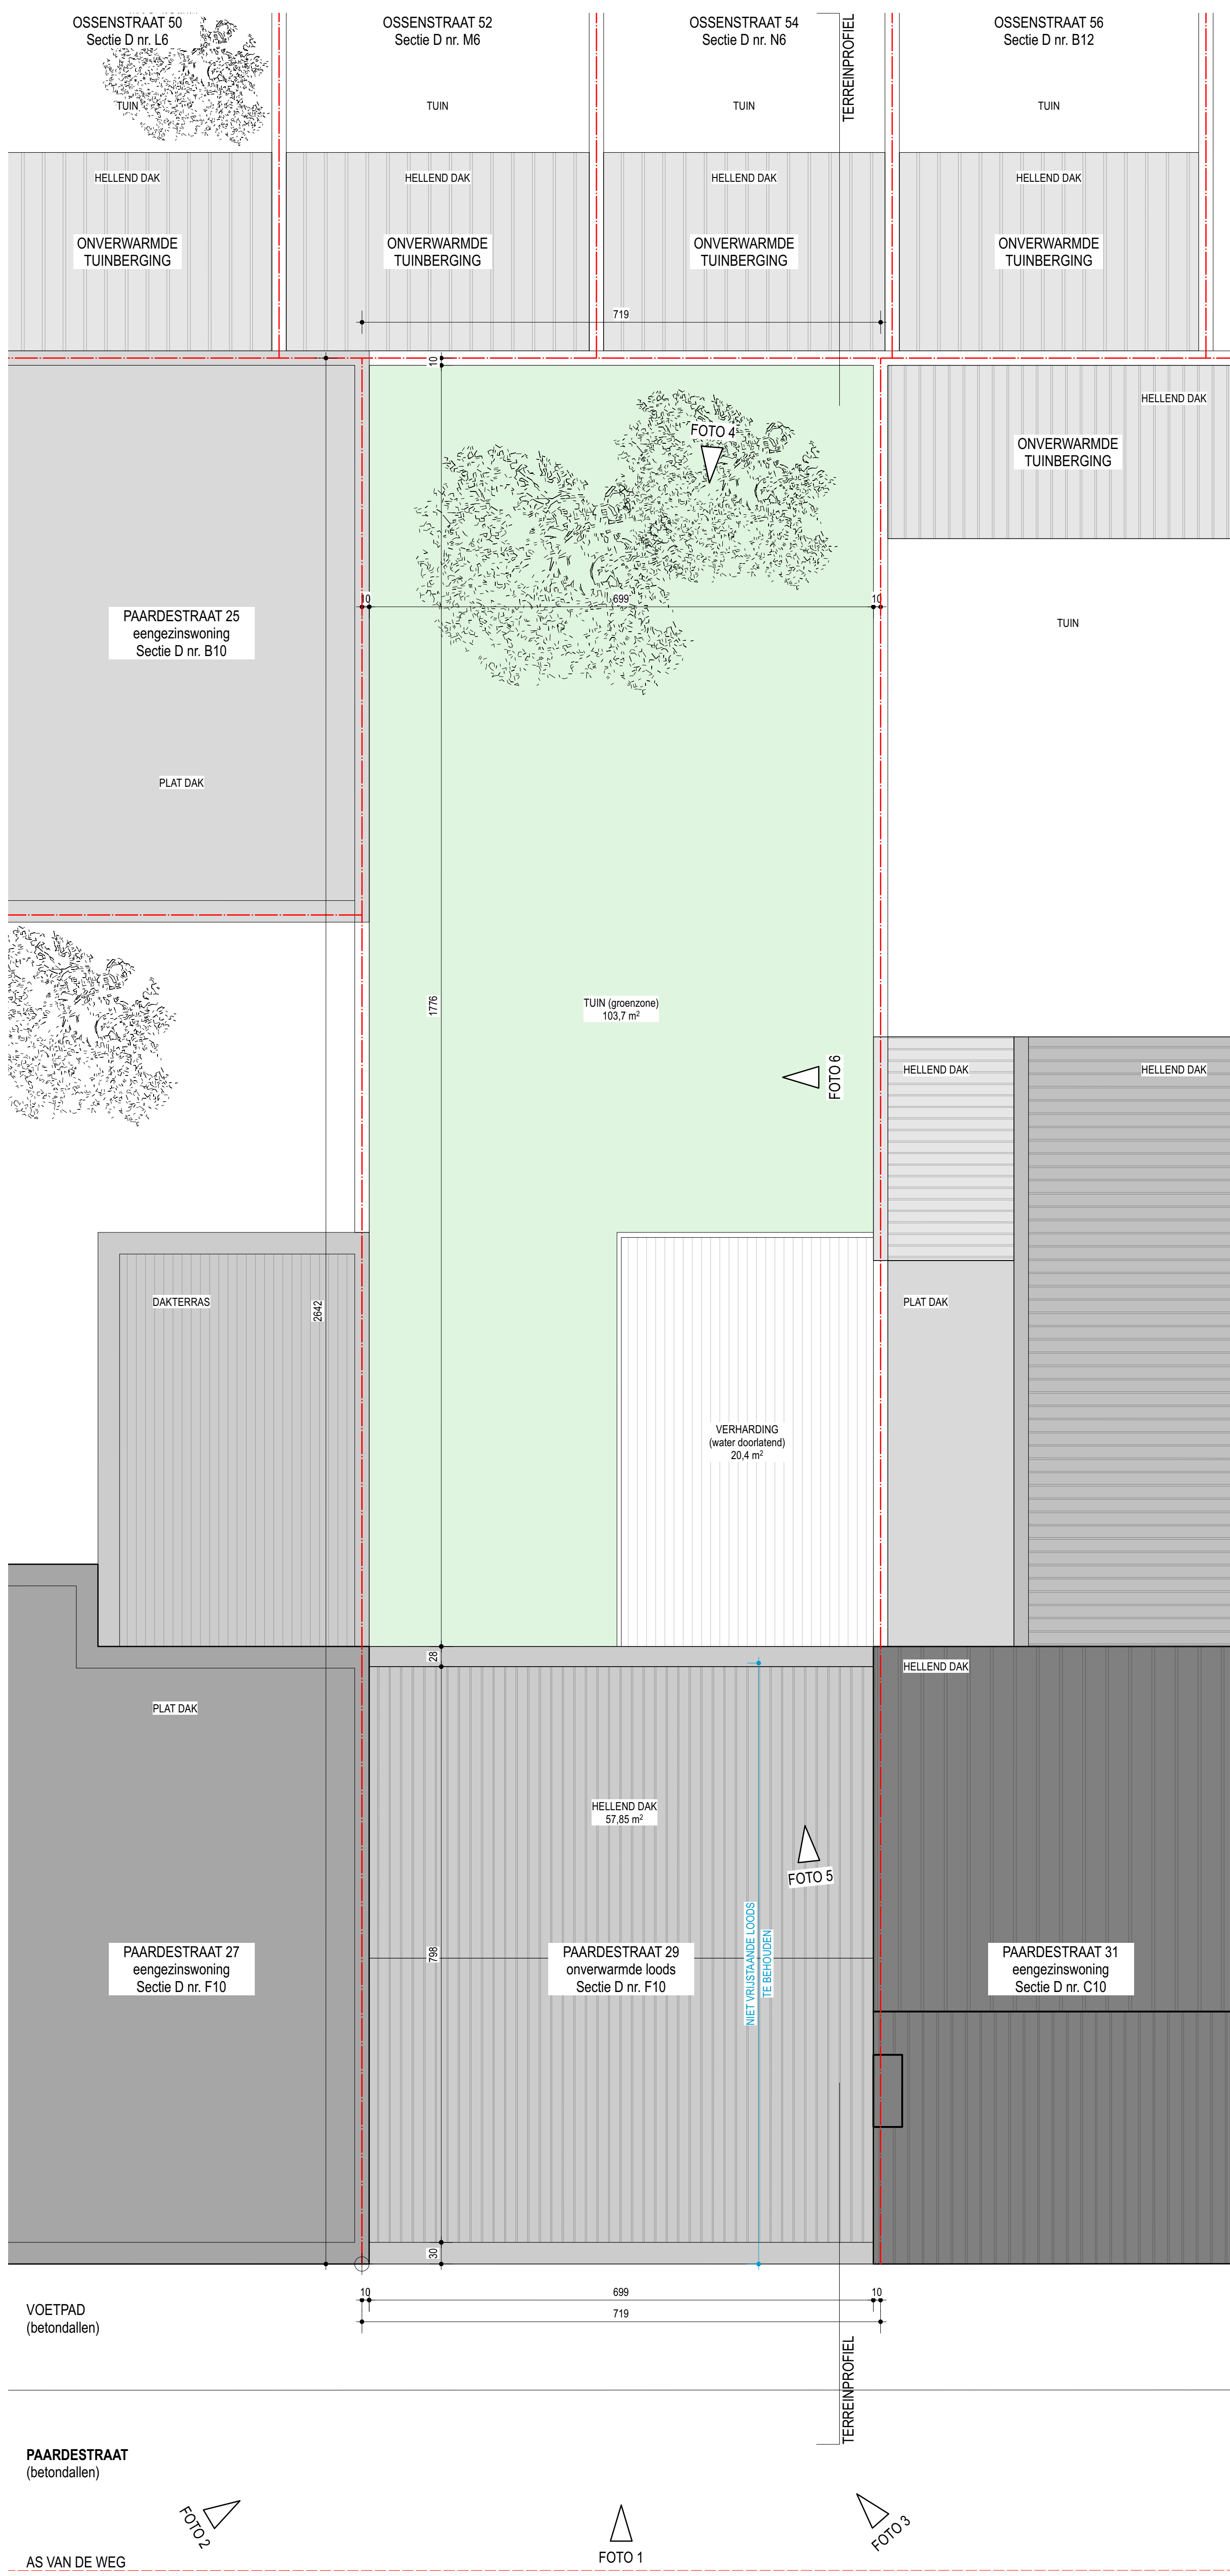 OSSENSTRAAT 50
Sectie D nr. L6
OSSENSTRAAT 52
Sectie D nr. M6
OSSENSTRAAT 54
Sectie D nr. N6
TERREINPROFIEL
OSSENSTRAAT 56
Sectie D nr. B12
TUIN
TUIN
TUIN
TUIN
HELLEND DAK
HELLEND DAK
HELLEND DAK
HELLEND DAK
ONVERWARMDE
TUINBERGING
ONVERWARMDE
TUINBERGING
ONVERWARMDE
TUINBERGING
ONVERWARMDE
TUINBERGING
719
10
HELLEND DAK
FOTO 4
ONVERWARMDE
TUINBERGING
10
699
10
PAARDESTRAAT 25
eengezinswoning
Sectie D nr. B10
TUIN
PLAT DAK
1776
TUIN (groenzone)
103,7 m²
FOTO 6
HELLEND DAK
HELLEND DAK
DAKTERRAS
2642
PLAT DAK
VERHARDING
(water doorlatend)
20,4 m²
28
HELLEND DAK
PLAT DAK
HELLEND DAK
57,85 m²
FOTO 5
NIET VRIJSTAANDE LOODS
TE BEHOUDEN
PAARDESTRAAT 27
eengezinswoning
Sectie D nr. F10
798
PAARDESTRAAT 29
onverwarmde loods
Sectie D nr. F10
PAARDESTRAAT 31
eengezinswoning
Sectie D nr. C10
30
10
699
10
719
VOETPAD
(betondallen)
TERREINPROFIEL
PAARDESTRAAT
(betondallen)
FOTO 2
FOTO 1
FOTO 3
AS VAN DE WEG